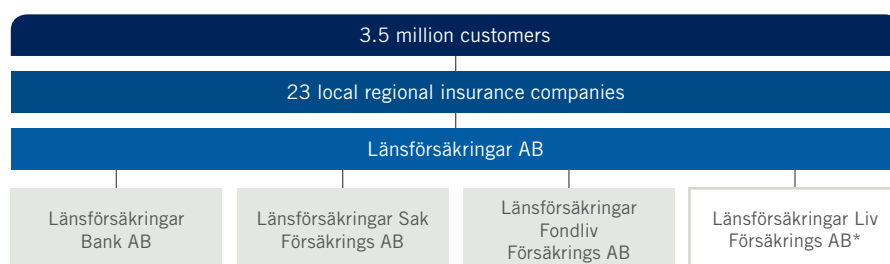 3.5 million customers
23 local regional insurance companies
Länsförsäkringar AB
Länsförsäkringar
Bank AB
Länsförsäkringar Sak
Försäkrings AB
Länsförsäkringar
Fondliv
Försäkrings AB
Länsförsäkringar Liv
Försäkrings AB*